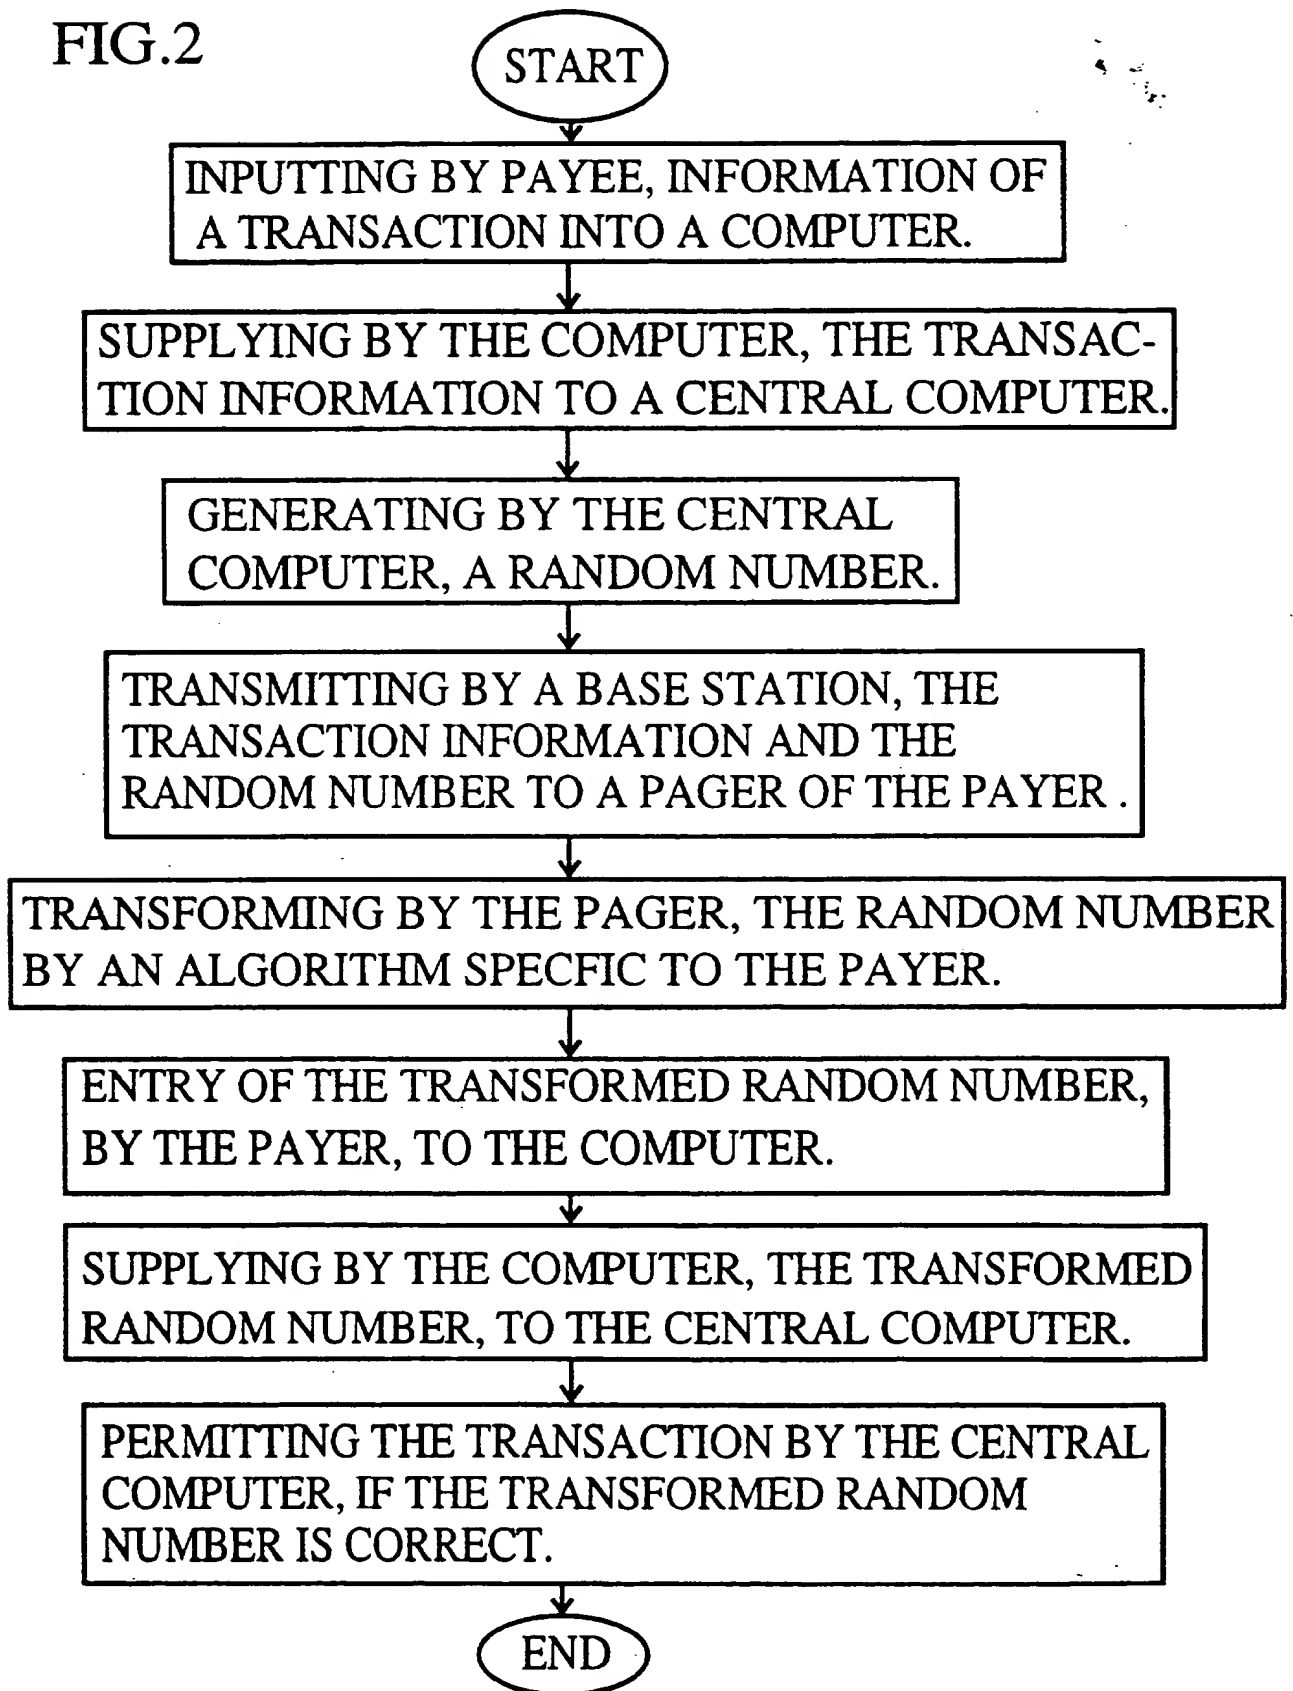 FIG.2
START
INPUTTING BY PAYEE, INFORMATION OF
A TRANSACTION INTO A COMPUTER.
SUPPLYING BY THE COMPUTER, THE TRANSAC-
TION INFORMATION TO A CENTRAL COMPUTER.
GENERATING BY THE CENTRAL
COMPUTER, A RANDOM NUMBER.
TRANSMITTING BY A BASE STATION, THE
TRANSACTION INFORMATION AND THE
RANDOM NUMBER TO A PAGER OF THE PAYER .
TRANSFORMING BY THE PAGER, THE RANDOM NUMBER
BY AN ALGORITHM SPECFIC TO THE PAYER.
ENTRY OF THE TRANSFORMED RANDOM NUMBER,
BY THE PAYER, TO THE COMPUTER.
SUPPLYING BY THE COMPUTER, THE TRANSFORMED
RANDOM NUMBER, TO THE CENTRAL COMPUTER.
PERMITTING THE TRANSACTION BY THE CENTRAL
COMPUTER, IF THE TRANSFORMED RANDOM
NUMBER IS CORRECT.
END